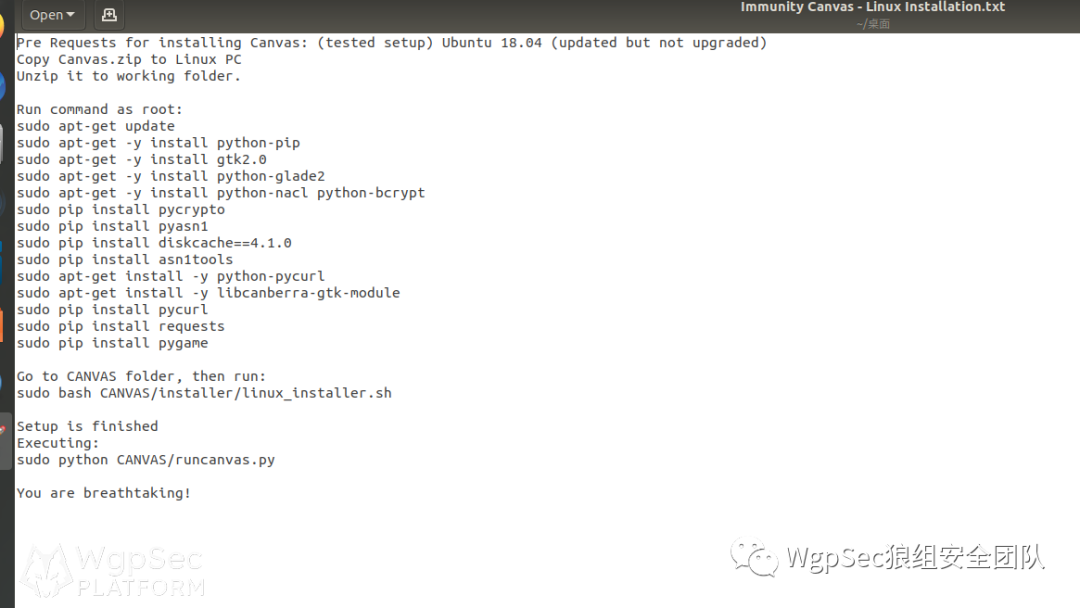 Open
Immunity Canvas - Linux Installation.txt
~/桌面
Pre Requests for installing Canvas: (tested setup) Ubuntu 18.04 (updated but not upgraded)
Copy Canvas.zip to Linux PC
Unzip it to working folder.
Run command as root:
sudo apt-get update
sudo apt-get -y install python-pip
sudo apt-get -y install gtk2.0
sudo apt-get -y install python-glade2
sudo apt-get -y install python-nacl python-bcrypt
sudo pip install pycrypto
sudo pip install pyasn1
sudo pip install diskcache==4.1.0
sudo pip install asn1tools
sudo apt-get install -y python-pycurl
sudo apt-get install -y libcanberra-gtk-module
sudo pip install pycurl
sudo pip install requests
sudo pip install pygame
Go to CANVAS folder, then run:
sudo bash CANVAS/installer/linux_installer.sh
Setup is finished
Executing:
sudo python CANVAS/runcanvas.py
You are breathtaking!
WgpSec
PLATFORM
WgpSec狼组安全团队